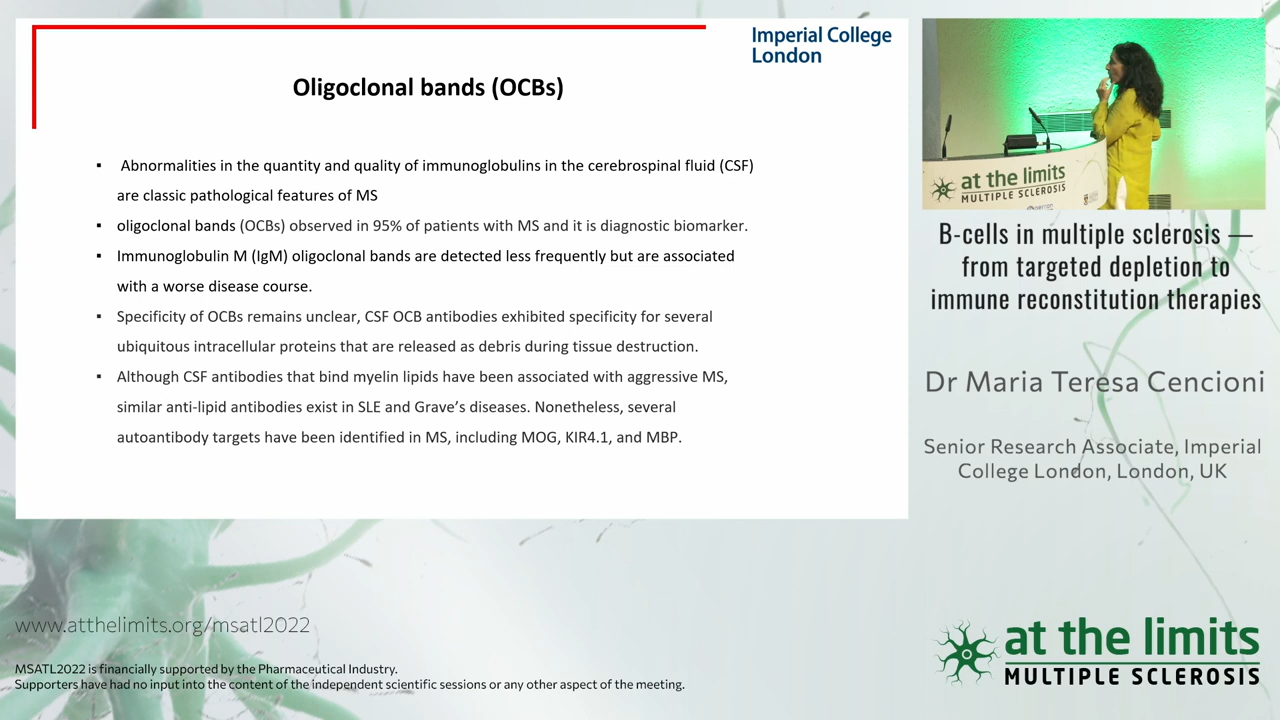 Imperial College
London
Oligoclonal bands (OCBs)
▪ Abnormalities in the quantity and quality of immunoglobulins in the cerebrospinal fluid (CSF)
are classic pathological features of MS
▪ oligoclonal bands (OCBs) observed in 95% of patients with MS and it is diagnostic biomarker.
▪ Immunoglobulin M (IgM) oligoclonal bands are detected less frequently but are associated
with a worse disease course.
▪ Specificity of OCBs remains unclear, CSF OCB antibodies exhibited specificity for several
ubiquitous intracellular proteins that are released as debris during tissue destruction.
▪ Although CSF antibodies that bind myelin lipids have been associated with aggressive MS,
similar anti-lipid antibodies exist in SLE and Grave’s diseases. Nonetheless, several
autoantibody targets have been identified in MS, including MOG, KIR4.1, and MBP.
at the limits
MULTIPLE SCLEROSIS
B-cells in multiple sclerosis —
from targeted depletion to
immune reconstitution therapies
Dr Maria Teresa Cencioni
Senior Research Associate, Imperial
College London, London, UK
www.atthelimits.org/msatl2022
MSATL2022 is financially supported by the Pharmaceutical Industry.
Supporters have had no input into the content of the independent scientific sessions or any other aspect of the meeting.
at the limits
MULTIPLE SCLEROSIS